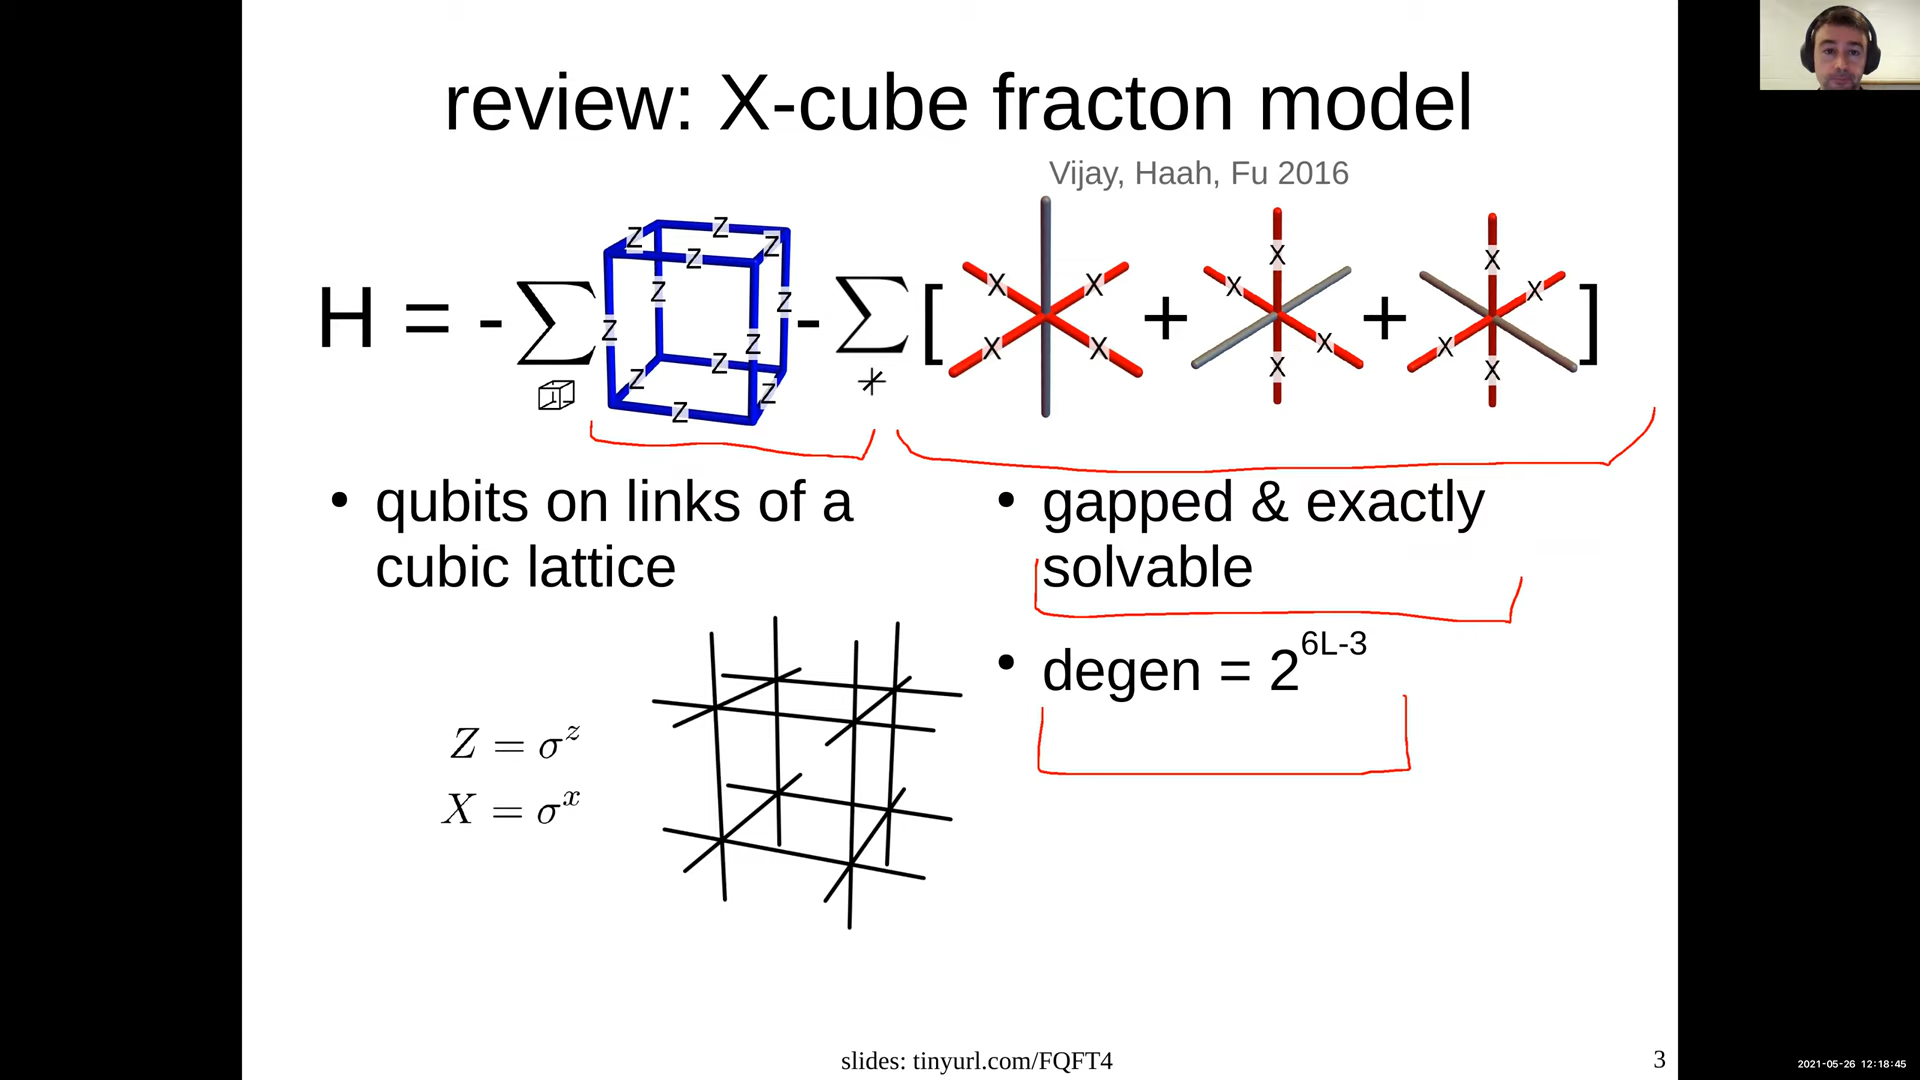 review: X-cube fracton model
Vijay, Haah, Fu 2016
H = - ∑ Z Z Z Z Z Z Z Z Z Z Z Z - ∑ [ X X X X + X X X X + X X X X ]
• qubits on links of a
cubic lattice
• gapped & exactly
solvable
• degen = 2^{6L-3}
Z = σ^z
X = σ^x
slides: tinyurl.com/FQFT4
3
2021-05-26 12:18:45